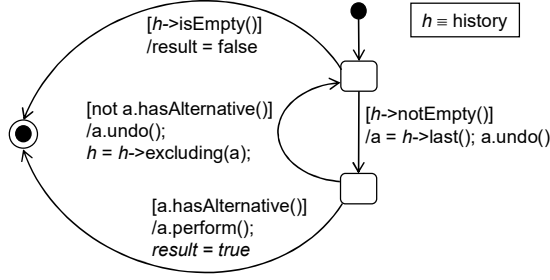 [h->isEmpty()]
/result = false
h ≡ history
[not a.hasAlternative()]
/a.undo();
h = h->excluding(a);
[h->notEmpty()]
/a = h->last(); a.undo()
[a.hasAlternative()]
/a.perform();
result = true